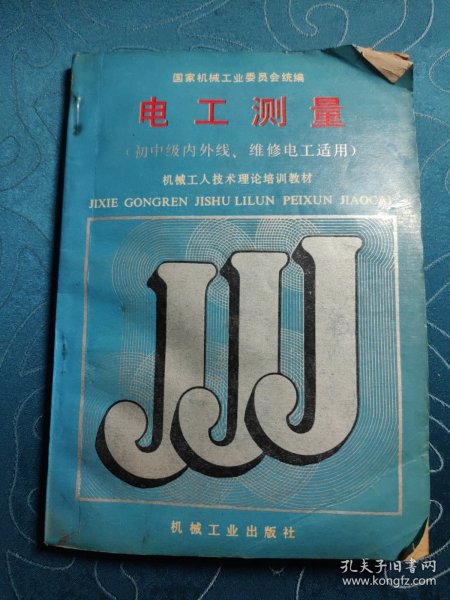 国家机械工业委员会统编
电工测量
(初中级内外线、维修电工适用)
机械工人技术理论培训教材
JIXIE GONGREN JISHU LILUN PEIXUN JIAOCAI
JJJ
机械工业出版社
孔夫子旧书网
www.kongfz.com